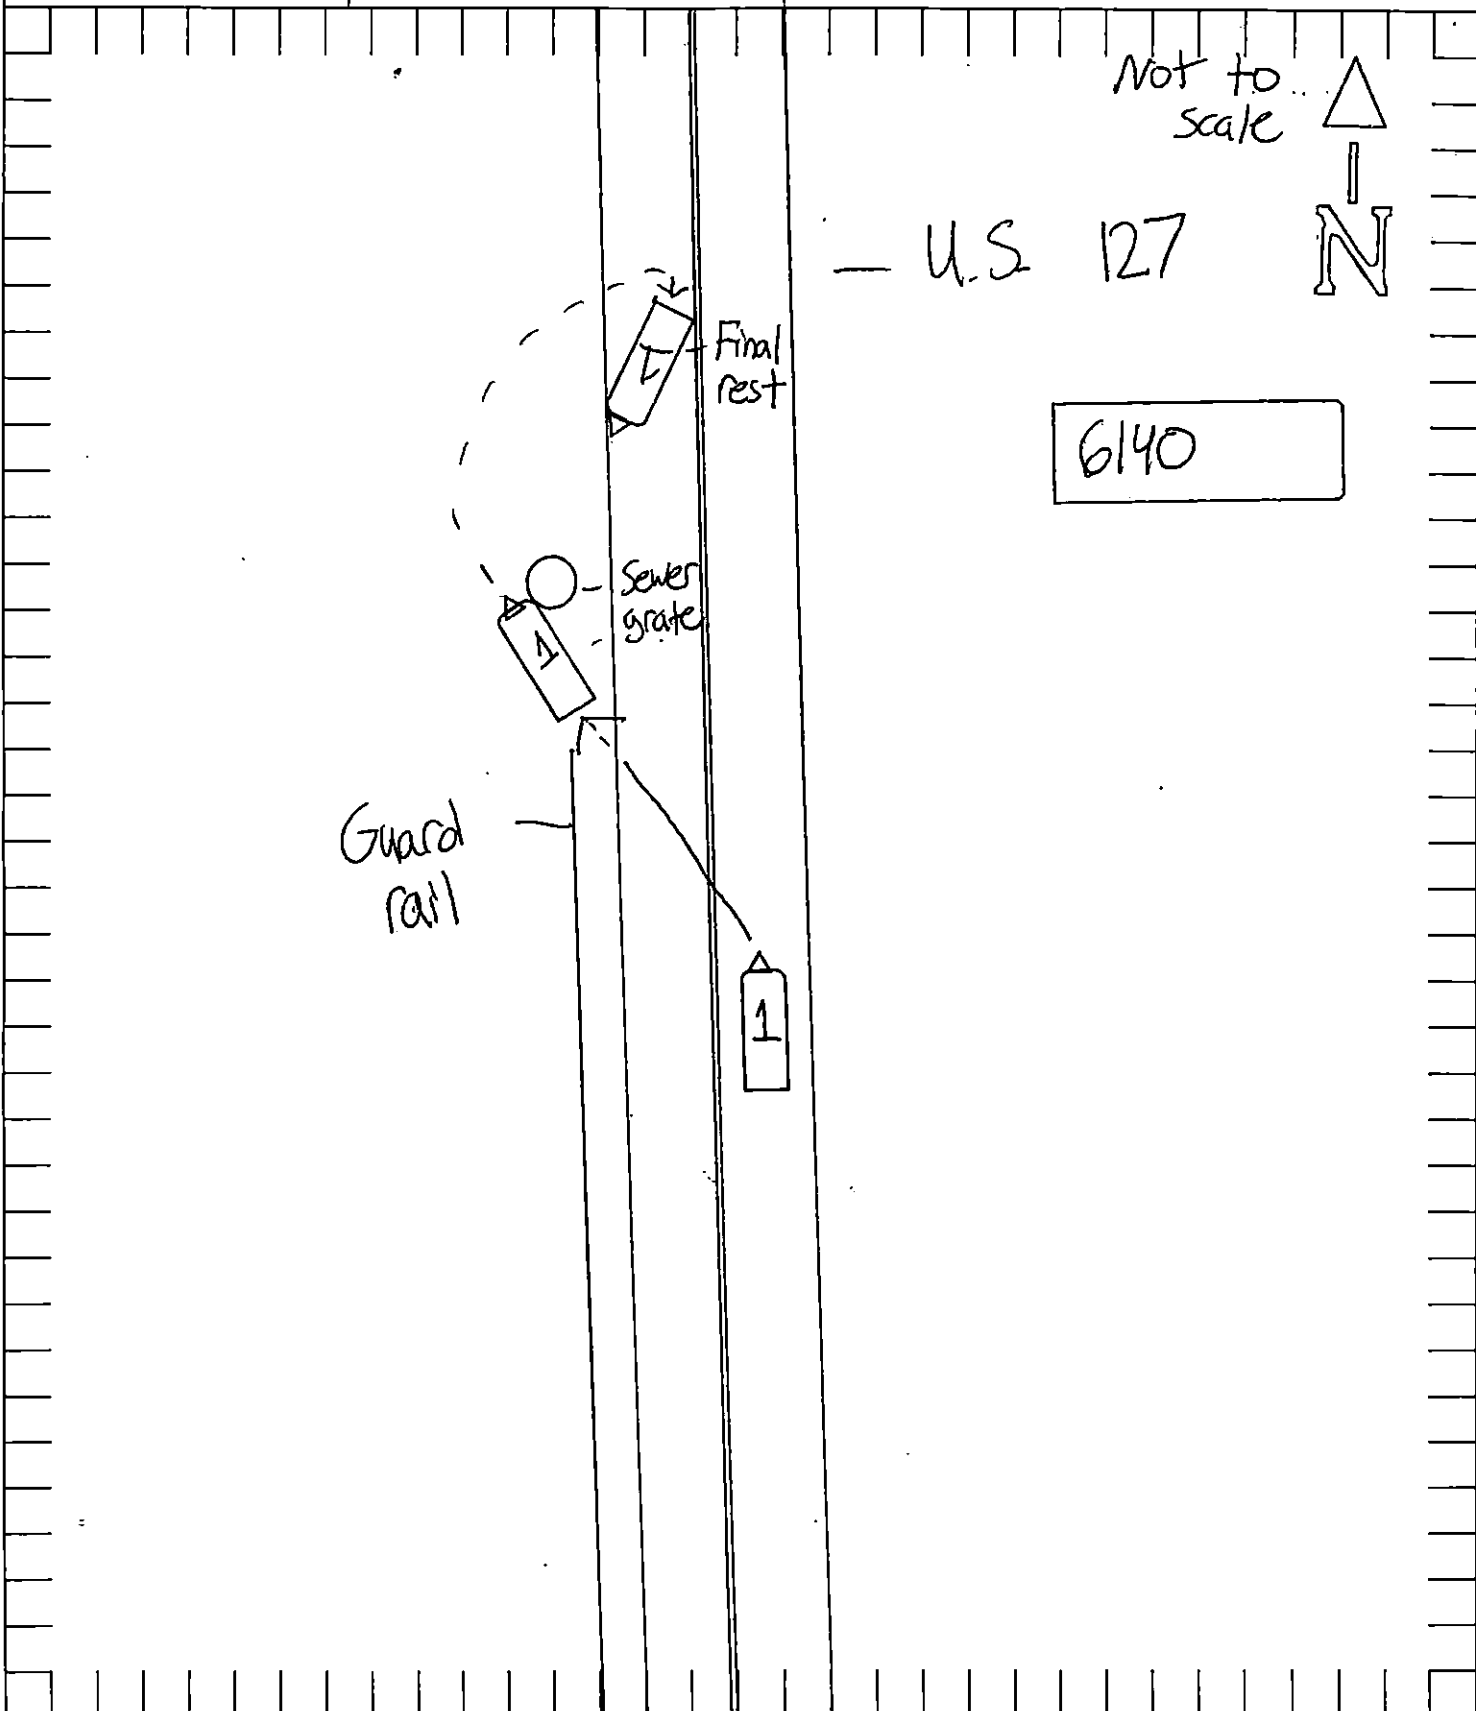 Not to
scale
N
U.S. 127
1
Final
rest
6140
Sewer
grate
1
Guard
rail
1